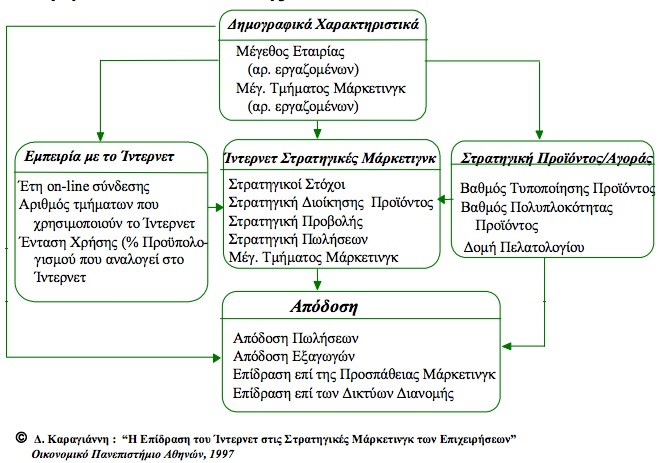 Δημογραφικά Χαρακτηριστικά
Μέγεθος Εταιρίας
(αρ. εργαζομένων)
Μέγ. Τμήματος Μάρκετινγκ
(αρ. εργαζομένων)
Εμπειρία με το Ίντερνετ
Έτη on-line σύνδεσης
Αριθμός τμημάτων που
χρησιμοποιούν το Ίντερνετ
Ένταση Χρήσης (% Προϋπολο-
γισμού που αναλογεί στο
Ίντερνετ
Ίντερνετ Στρατηγικές Μάρκετιγνκ
Στρατηγικοί Στόχοι
Στρατηγική Διοίκησης Προϊόντος
Στρατηγική Προβολής
Στρατηγική Πωλήσεων
Μέγ. Τμήματος Μάρκετινγκ
Στρατηγική Προϊόντος/Αγοράς
Βαθμός Τυποποίησης Προϊόντος
Βαθμός Πολυπλοκότητας
Προϊόντος
Δομή Πελατολογίου
Απόδοση
Απόδοση Πωλήσεων
Απόδοση Εξαγωγών
Επίδραση επί της Προσπάθειας Μάρκετινγκ
Επίδραση επί των Δικτύων Διανομής
© Δ. Καραγιάννη : “Η Επίδραση του Ίντερνετ στις Στρατηγικές Μάρκετινγκ των Επιχειρήσεων”
Οικονομικό Πανεπιστήμιο Αθηνών, 1997